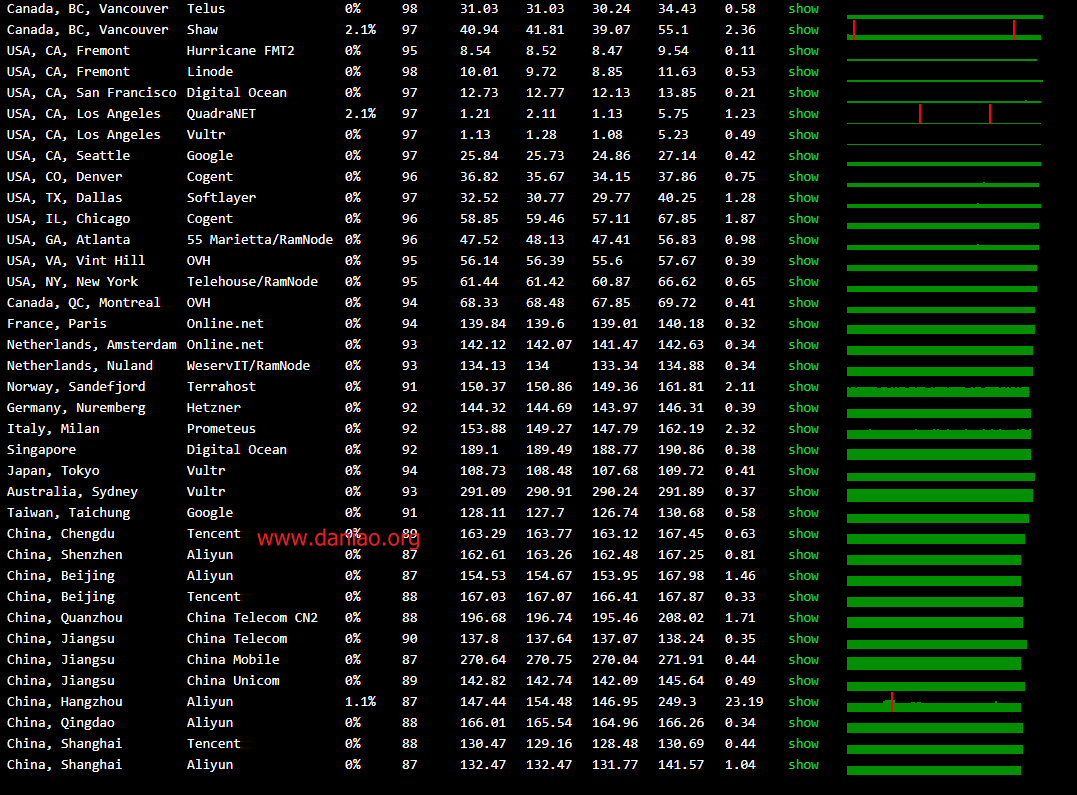 Canada, BC, Vancouver Telus 0% 98 31.03 31.03 30.24 34.43 0.58 show
Canada, BC, Vancouver Shaw 2.1% 97 40.94 41.81 39.07 55.1 2.36 show
USA, CA, Fremont Hurricane FMT2 0% 95 8.54 8.52 8.47 9.54 0.11 show
USA, CA, Fremont Linode 0% 98 10.01 9.72 8.85 11.63 0.53 show
USA, CA, San Francisco Digital Ocean 0% 97 12.73 12.77 12.13 13.85 0.21 show
USA, CA, Los Angeles QuadraNET 2.1% 97 1.21 2.11 1.13 5.75 1.23 show
USA, CA, Los Angeles Vultr 0% 97 1.13 1.28 1.08 5.23 0.49 show
USA, CA, Seattle Google 0% 97 25.84 25.73 24.86 27.14 0.42 show
USA, CO, Denver Cogent 0% 96 36.82 35.67 34.15 37.86 0.75 show
USA, TX, Dallas Softlayer 0% 97 32.52 30.77 29.77 40.25 1.28 show
USA, IL, Chicago Cogent 0% 96 58.85 59.46 57.11 67.85 1.87 show
USA, GA, Atlanta 55 Marietta/RamNode 0% 96 47.52 48.13 47.41 56.83 0.98 show
USA, VA, Vint Hill OVH 0% 95 56.14 56.39 55.6 57.67 0.39 show
USA, NY, New York Telehouse/RamNode 0% 95 61.44 61.42 60.87 66.62 0.65 show
Canada, QC, Montreal OVH 0% 94 68.33 68.48 67.85 69.72 0.41 show
France, Paris Online.net 0% 94 139.84 139.6 139.01 140.18 0.32 show
Netherlands, Amsterdam Online.net 0% 93 142.12 142.07 141.47 142.63 0.34 show
Netherlands, Nuland WeservIT/RamNode 0% 93 134.13 134 133.34 134.88 0.34 show
Norway, Sandefjord Terrahost 0% 91 150.37 150.86 149.36 161.81 2.11 show
Germany, Nuremberg Hetzner 0% 92 144.32 144.69 143.97 146.31 0.39 show
Italy, Milan Prometeus 0% 92 153.88 149.27 147.79 162.19 2.32 show
Singapore Digital Ocean 0% 92 189.1 189.49 188.77 190.86 0.38 show
Japan, Tokyo Vultr 0% 94 108.73 108.48 107.68 109.72 0.41 show
Australia, Sydney Vultr 0% 93 291.09 290.91 290.24 291.89 0.37 show
Taiwan, Taichung Google 0% 91 128.11 127.7 126.74 130.68 0.58 show
China, Chengdu Tencent 0% 89 163.29 163.77 163.12 167.45 0.63 show
www.daniao.org
China, Shenzhen Aliyun 0% 87 162.61 163.26 162.48 167.25 0.81 show
China, Beijing Aliyun 0% 87 154.53 154.67 153.95 167.98 1.46 show
China, Beijing Tencent 0% 88 167.03 167.07 166.41 167.87 0.33 show
China, Quanzhou China Telecom CN2 0% 88 196.68 196.74 195.46 208.02 1.71 show
China, Jiangsu China Telecom 0% 90 137.8 137.64 137.07 138.24 0.35 show
China, Jiangsu China Mobile 0% 87 270.64 270.75 270.04 271.91 0.44 show
China, Jiangsu China Unicom 0% 89 142.82 142.74 142.09 145.64 0.49 show
China, Hangzhou Aliyun 1.1% 87 147.44 154.48 146.95 249.3 23.19 show
China, Qingdao Aliyun 0% 88 166.01 165.54 164.96 166.26 0.34 show
China, Shanghai Tencent 0% 88 130.47 129.16 128.48 130.69 0.44 show
China, Shanghai Aliyun 0% 87 132.47 132.47 131.77 141.57 1.04 show